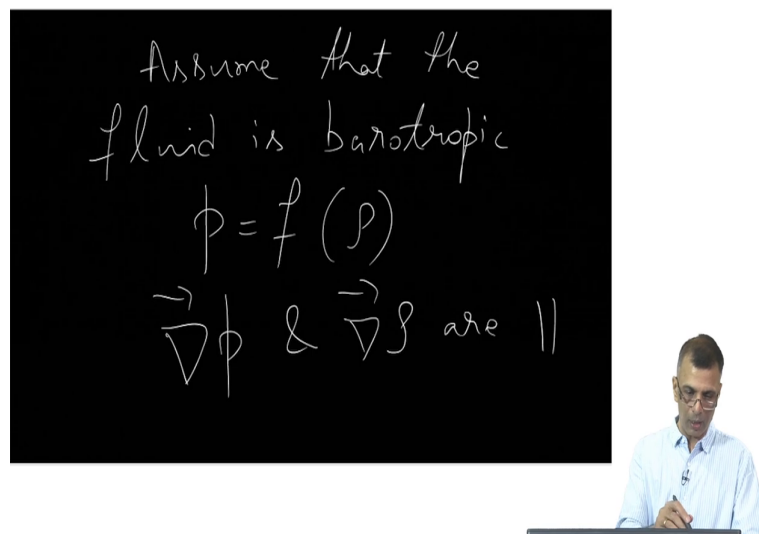 Assume that the
fluid is barotropic
p = f (ρ)
∇⃗p & ∇⃗ρ are ||